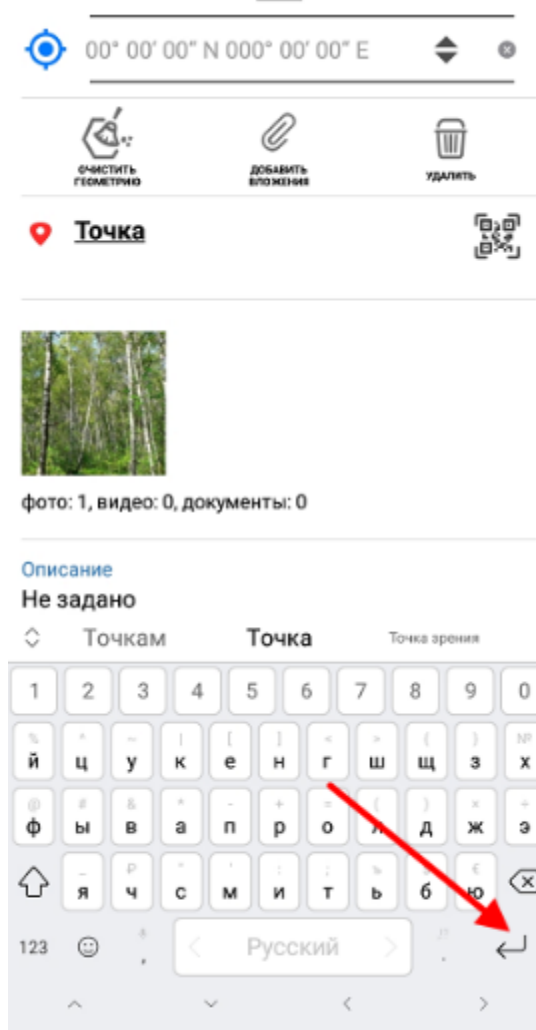 00° 00' 00" N 000° 00' 00" E
ОЧИСТИТЬ ГЕОМЕТРИЮ
ДОБАВИТЬ ВЛОЖЕНИЯ
УДАЛИТЬ
Точка
фото: 1, видео: 0, документы: 0
Описание
Не задано
Точкам Точка Точка зрения
1 2 3 4 5 6 7 8 9 0
% ^ ~ | [ ] < > { } №
й ц у к е н г ш щ з х
@ # & * - + = ( ) × ÷
ф ы в а п р о л д ж э
_ ₽ " ' : ; €
я ч с м и т ь б ю
123 , Русский .